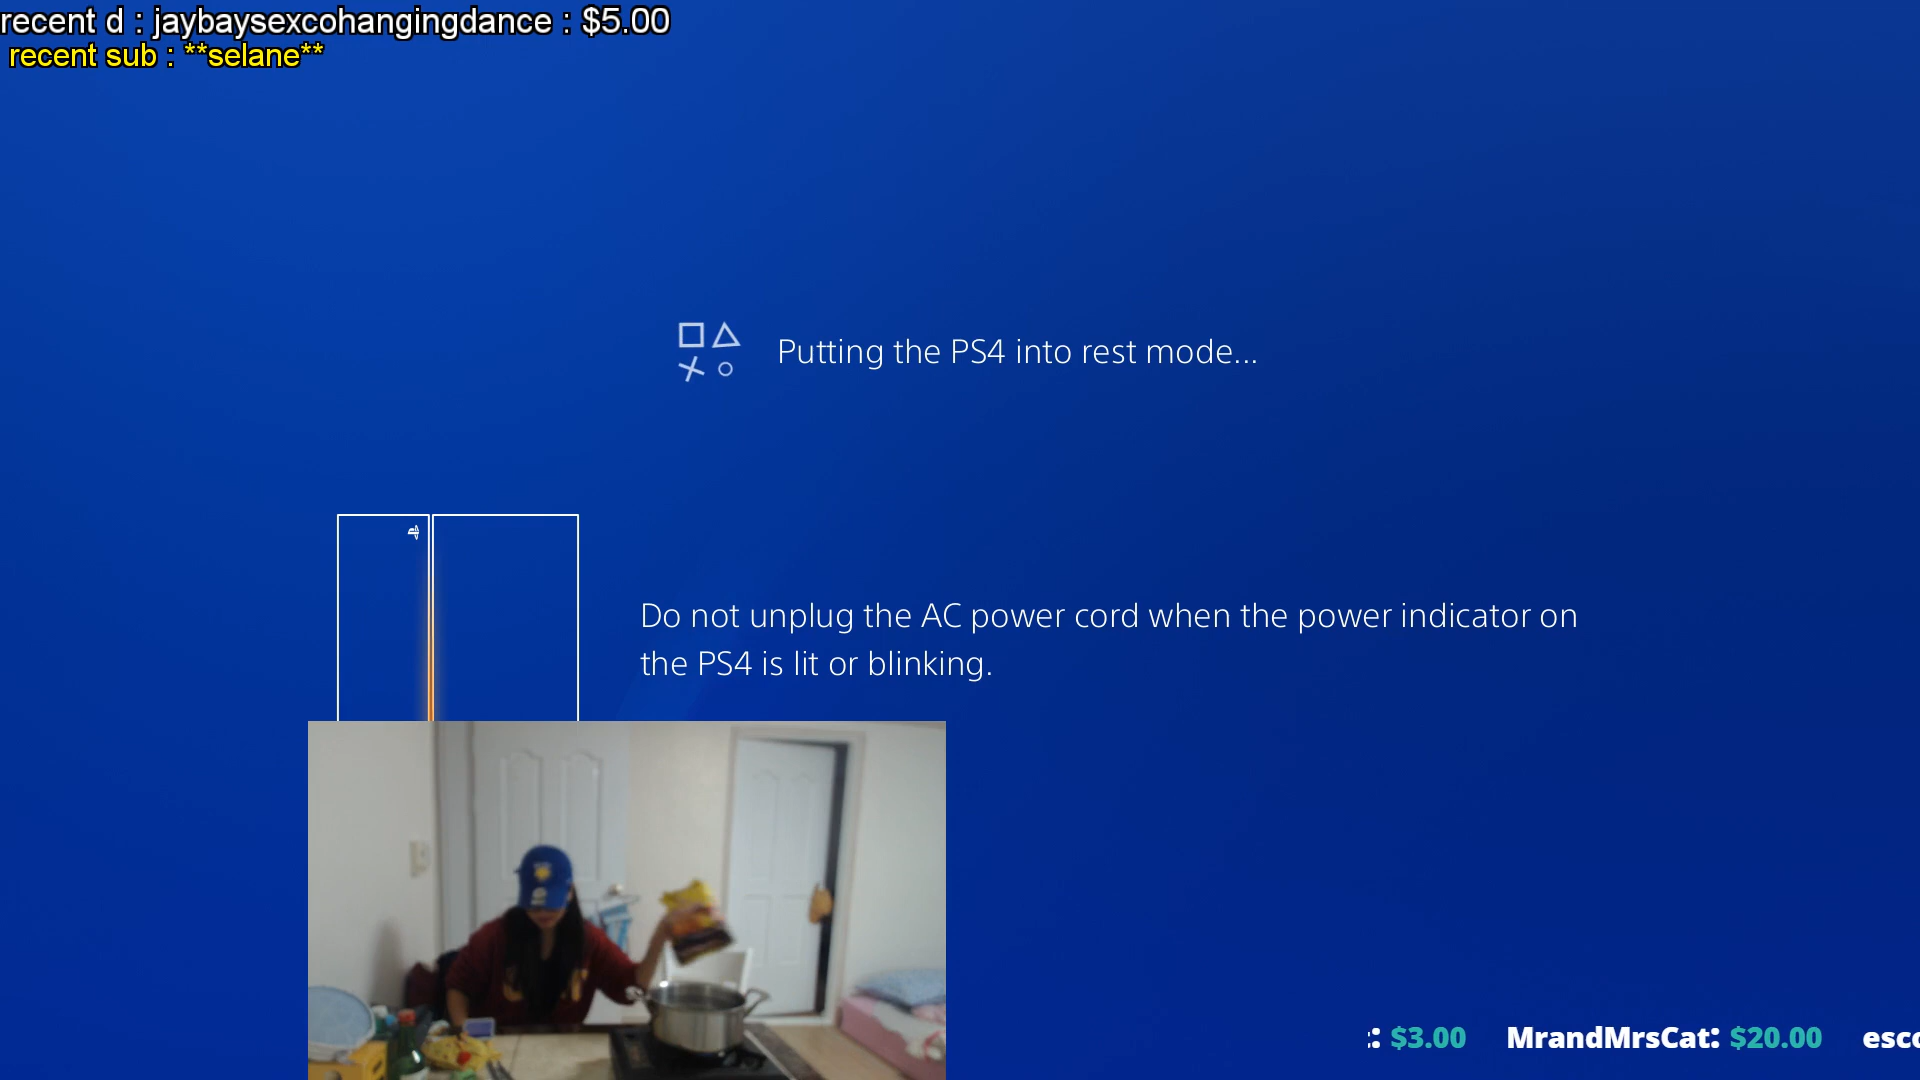 recent d : jaybaysexcohangingdance : $5.00
recent sub : **selane**
Putting the PS4 into rest mode...
Do not unplug the AC power cord when the power indicator on
the PS4 is lit or blinking.
: $3.00 MrandMrsCat: $20.00 esc